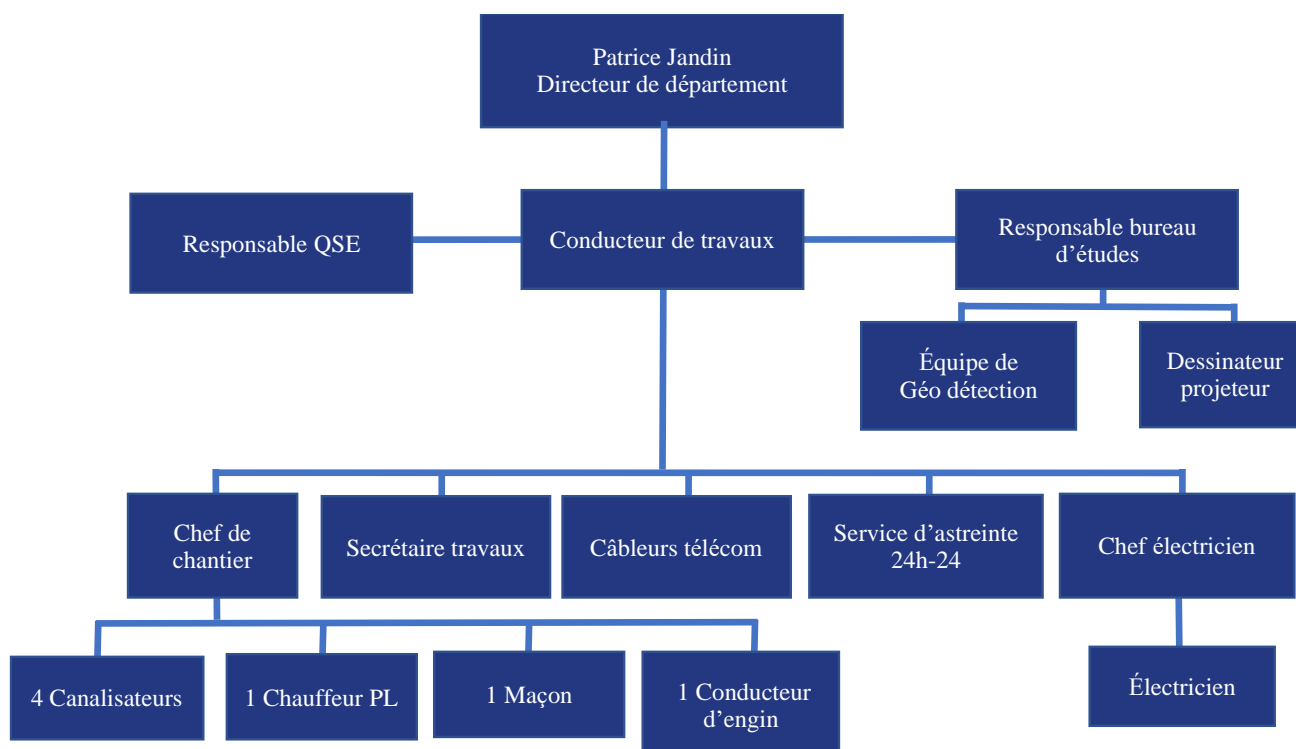 Patrice Jandin
Directeur de département
Responsable QSE
Conducteur de travaux
Responsable bureau
d’études
Équipe de
Géo détection
Dessinateur
projeteur
Chef de
chantier
Secrétaire travaux
Câbleurs télécom
Service d’astreinte
24h-24
Chef électricien
4 Canalisateurs
1 Chauffeur PL
1 Maçon
1 Conducteur
d’engin
Électricien